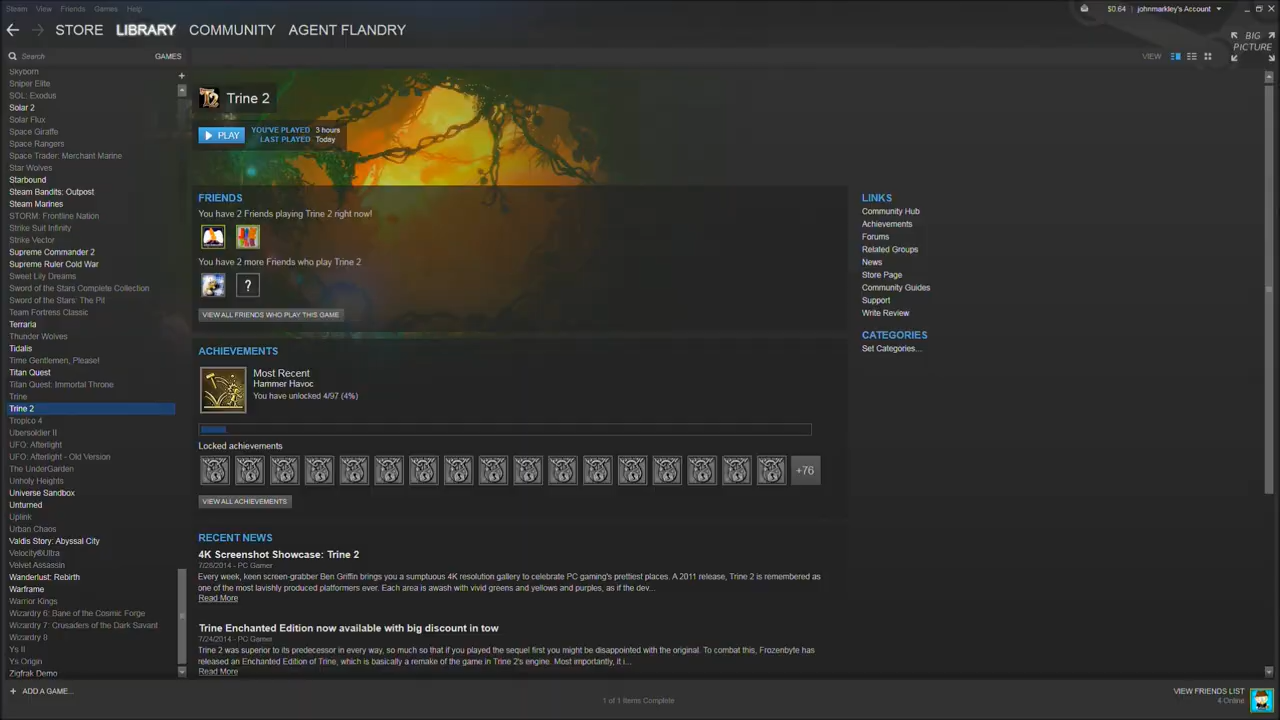 Steam View Friends Games Help
$0.64 johnmarkley's Account
STORE LIBRARY COMMUNITY AGENT FLANDRY
BIG PICTURE
Search GAMES
VIEW
Skyborn
Sniper Elite
SOL: Exodus
Solar 2
Solar Flux
Space Giraffe
Space Rangers
Space Trader: Merchant Marine
Star Wolves
Starbound
Steam Bandits: Outpost
Steam Marines
STORM: Frontline Nation
Strike Suit Infinity
Strike Vector
Supreme Commander 2
Supreme Ruler Cold War
Sweet Lily Dreams
Sword of the Stars Complete Collection
Sword of the Stars: The Pit
Team Fortress Classic
Terraria
Thunder Wolves
Tidalis
Time Gentlemen, Please!
Titan Quest
Titan Quest: Immortal Throne
Trine
Trine 2
Tropico 4
Ubersoldier II
UFO: Afterlight
UFO: Afterlight - Old Version
The UnderGarden
Unholy Heights
Universe Sandbox
Unturned
Uplink
Urban Chaos
Valdis Story: Abyssal City
Velocity®Ultra
Velvet Assassin
Wanderlust: Rebirth
Warframe
Warrior Kings
Wizardry 6: Bane of the Cosmic Forge
Wizardry 7: Crusaders of the Dark Savant
Wizardry 8
Ys II
Ys Origin
Zigfrak Demo
+ ADD A GAME...
Trine 2
PLAY
YOU'VE PLAYED 3 hours
LAST PLAYED Today
FRIENDS
You have 2 Friends playing Trine 2 right now!
You have 2 more Friends who play Trine 2
?
VIEW ALL FRIENDS WHO PLAY THIS GAME
ACHIEVEMENTS
Most Recent
Hammer Havoc
You have unlocked 4/97 (4%)
Locked achievements
+76
VIEW ALL ACHIEVEMENTS
RECENT NEWS
4K Screenshot Showcase: Trine 2
7/28/2014 - PC Gamer
Every week, keen screen-grabber Ben Griffin brings you a sumptuous 4K resolution gallery to celebrate PC gaming's prettiest places. A 2011 release, Trine 2 is remembered as
one of the most lavishly produced platformers ever. Each area is awash with vivid greens and yellows and purples, as if the dev...
Read More
Trine Enchanted Edition now available with big discount in tow
7/24/2014 - PC Gamer
Trine 2 was superior to its predecessor in every way, so much so that if you played the sequel first you might be disappointed with the original. To combat this, Frozenbyte has
released an Enchanted Edition of Trine, which is basically a remake of the game in Trine 2's engine. Most importantly, it i...
Read More
LINKS
Community Hub
Achievements
Forums
Related Groups
News
Store Page
Community Guides
Support
Write Review
CATEGORIES
Set Categories...
1 of 1 Items Complete
VIEW FRIENDS LIST
4 Online